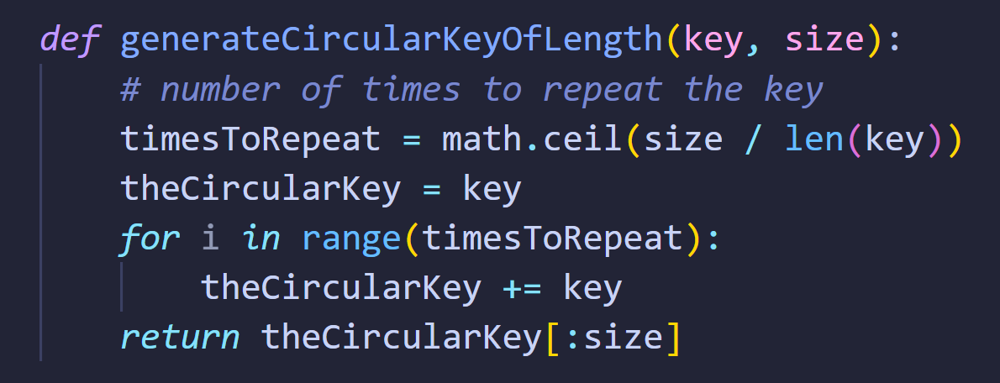 def generateCircularKeyOfLength(key, size):
    # number of times to repeat the key
    timesToRepeat = math.ceil(size / len(key))
    theCircularKey = key
    for i in range(timesToRepeat):
        theCircularKey += key
    return theCircularKey[:size]